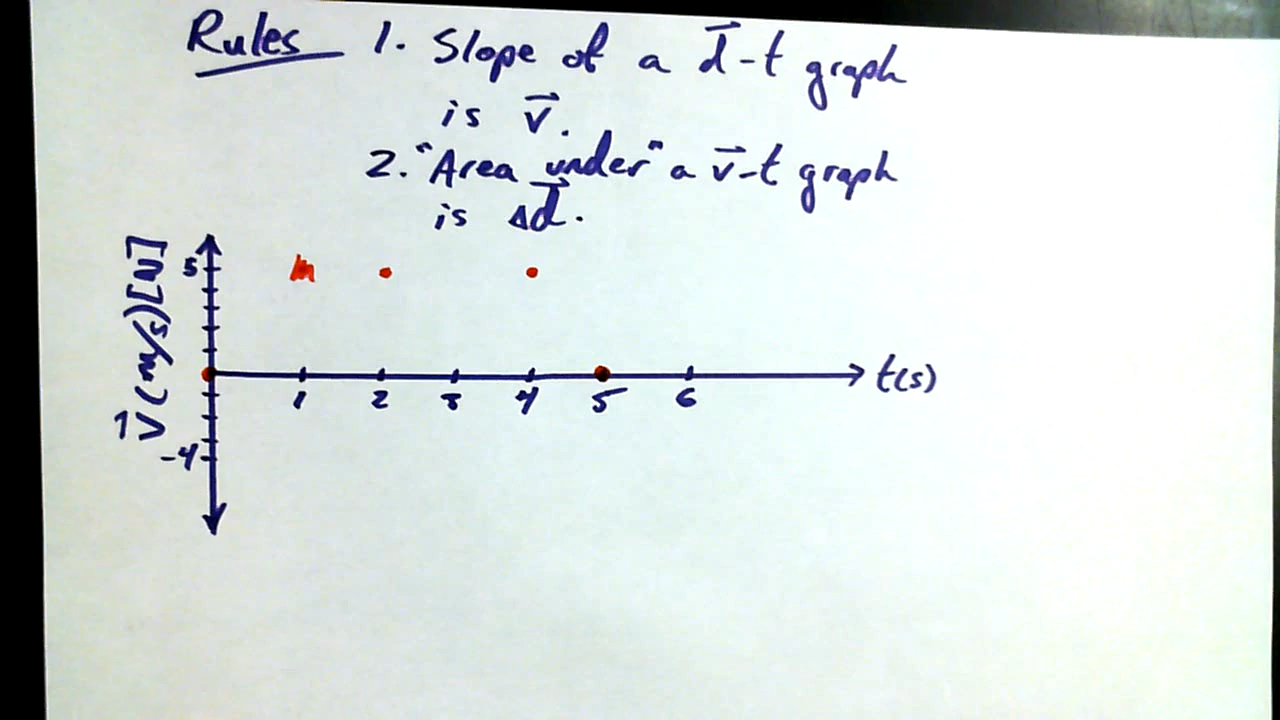 Rules 1. Slope of a d⃗-t graph
is v⃗.
2. "Area under" a v⃗-t graph
is Δd⃗.
v⃗(m/s)[N]
5
-4
1 2 3 4 5 6
t(s)